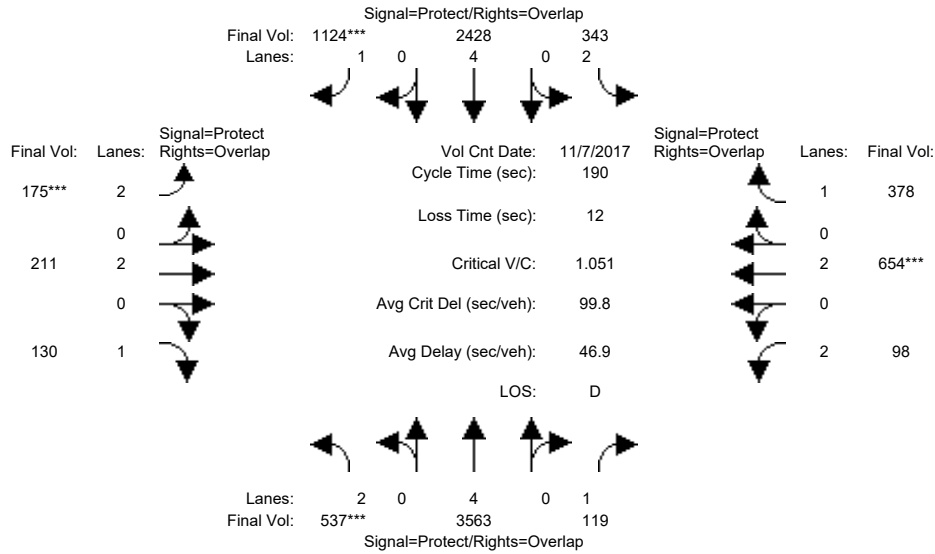 Signal=Protect/Rights=Overlap
Final Vol: 1124*** 2428 343
Lanes: 1 0 4 0 2
Signal=Protect Signal=Protect
Final Vol: Lanes: Rights=Overlap Vol Cnt Date: 11/7/2017 Rights=Overlap Lanes: Final Vol:
Cycle Time (sec): 190
175*** 2 1 378
Loss Time (sec): 12
0 0
211 2 Critical V/C: 1.051 2 654***
0 Avg Crit Del (sec/veh): 99.8 0
130 1 Avg Delay (sec/veh): 46.9 2 98
LOS: D
Lanes: 2 0 4 0 1
Final Vol: 537*** 3563 119
Signal=Protect/Rights=Overlap